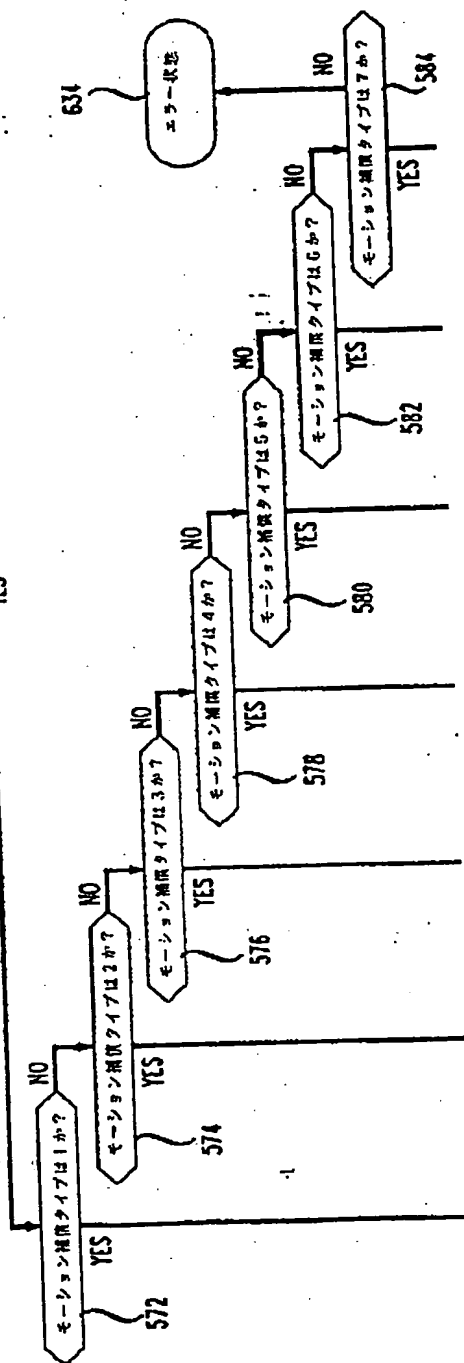 YES
モーション補償タイプは1か?
NO
YES
572
モーション補償タイプは2か?
NO
YES
574
モーション補償タイプは3か?
NO
YES
576
モーション補償タイプは4か?
NO
YES
578
モーション補償タイプは5か?
NO
YES
580
モーション補償タイプは6か?
NO
YES
582
モーション補償タイプは7か?
NO
YES
584
エラー状態
634